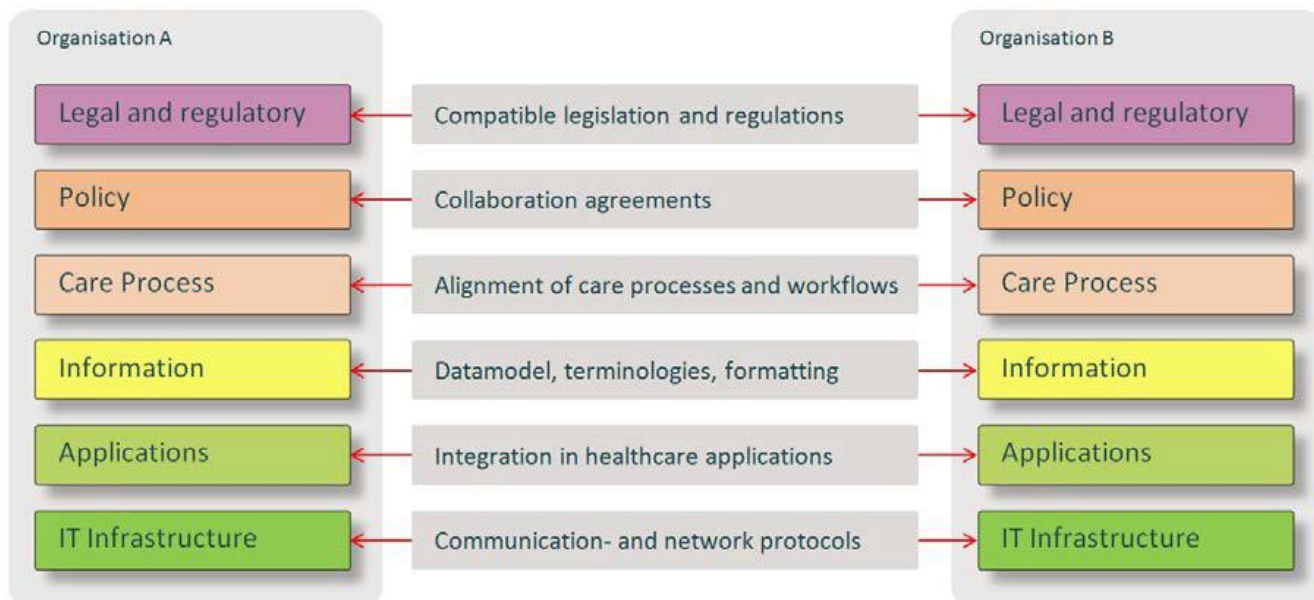 Organisation A
Organisation B
Legal and regulatory
Compatible legislation and regulations
Legal and regulatory
Policy
Collaboration agreements
Policy
Care Process
Alignment of care processes and workflows
Care Process
Information
Datamodel, terminologies, formatting
Information
Applications
Integration in healthcare applications
Applications
IT Infrastructure
Communication- and network protocols
IT Infrastructure